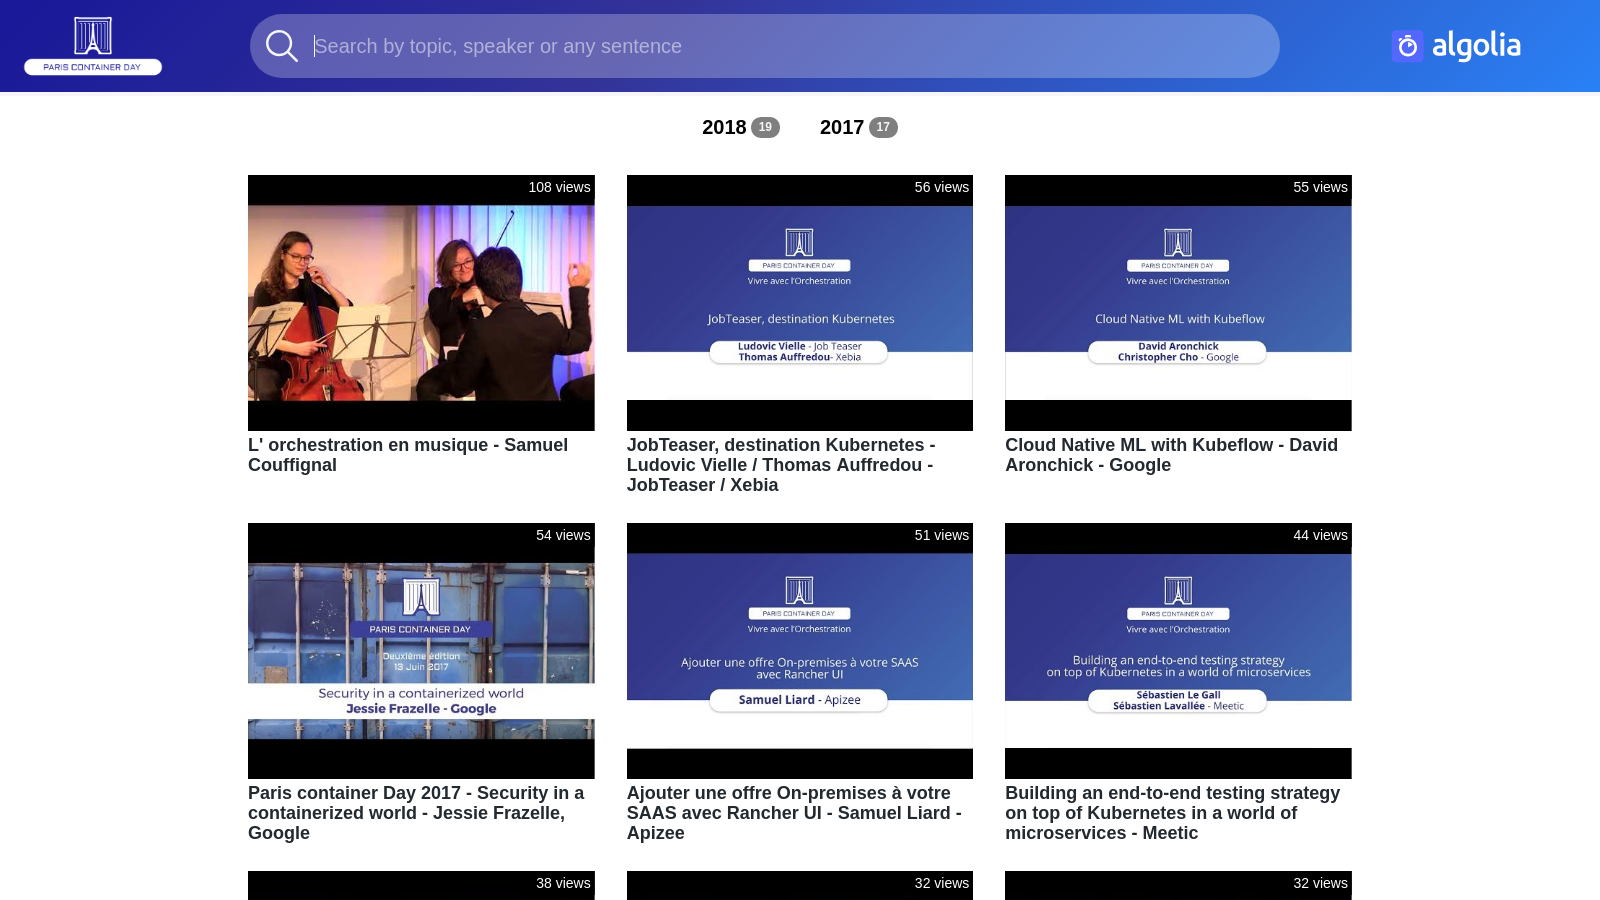 PARIS CONTAINER DAY
Search by topic, speaker or any sentence
algolia
2018 19 2017 17
108 views
L' orchestration en musique - Samuel
Couffignal
56 views
PARIS CONTAINER DAY
Vivre avec l'Orchestration
JobTeaser, destination Kubernetes
Ludovic Vielle - Job Teaser
Thomas Auffredou- Xebia
JobTeaser, destination Kubernetes -
Ludovic Vielle / Thomas Auffredou -
JobTeaser / Xebia
55 views
PARIS CONTAINER DAY
Vivre avec l'Orchestration
Cloud Native ML with Kubeflow
David Aronchick
Christopher Cho - Google
Cloud Native ML with Kubeflow - David
Aronchick - Google
54 views
PARIS CONTAINER DAY
Deuxième édition
13 Juin 2017
Security in a containerized world
Jessie Frazelle - Google
Paris container Day 2017 - Security in a
containerized world - Jessie Frazelle,
Google
51 views
PARIS CONTAINER DAY
Vivre avec l'Orchestration
Ajouter une offre On-premises à votre SAAS
avec Rancher UI
Samuel Liard - Apizee
Ajouter une offre On-premises à votre
SAAS avec Rancher UI - Samuel Liard -
Apizee
44 views
PARIS CONTAINER DAY
Vivre avec l'Orchestration
Building an end-to-end testing strategy
on top of Kubernetes in a world of microservices
Sébastien Le Gall
Sébastien Lavallée - Meetic
Building an end-to-end testing strategy
on top of Kubernetes in a world of
microservices - Meetic
38 views
32 views
32 views